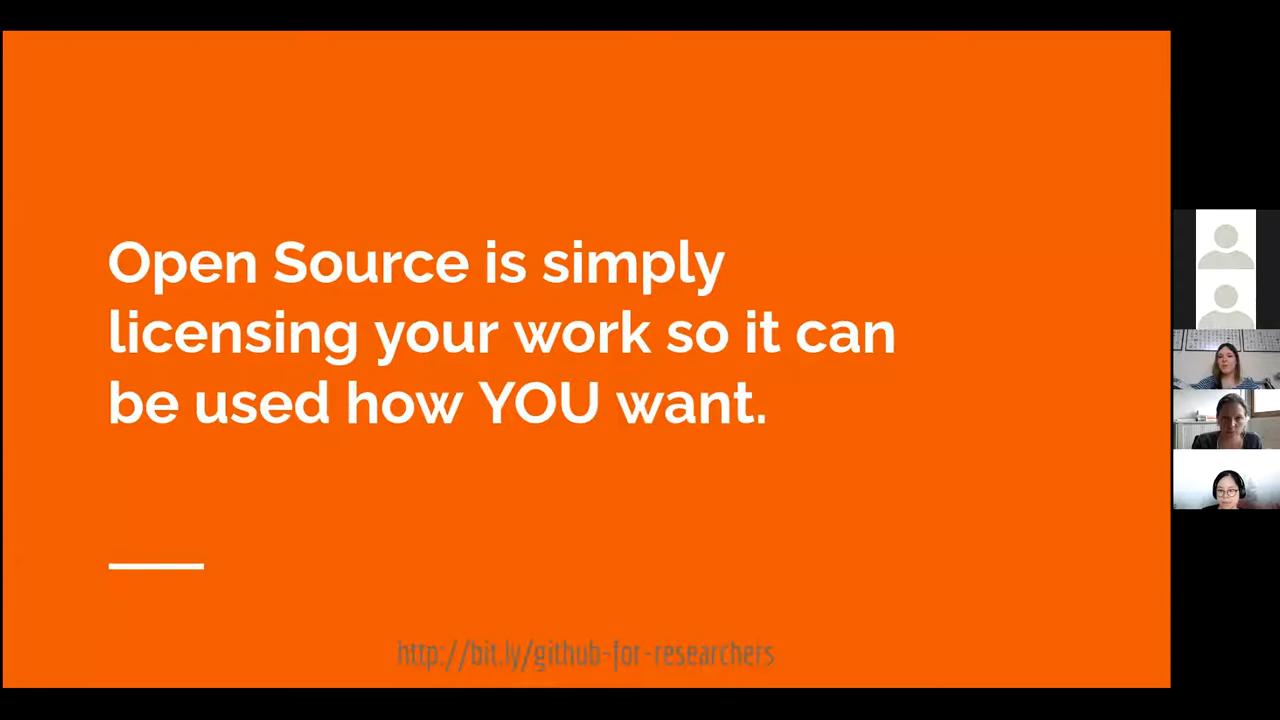 Open Source is simply
licensing your work so it can
be used how YOU want.
http://bit.ly/github-for-researchers